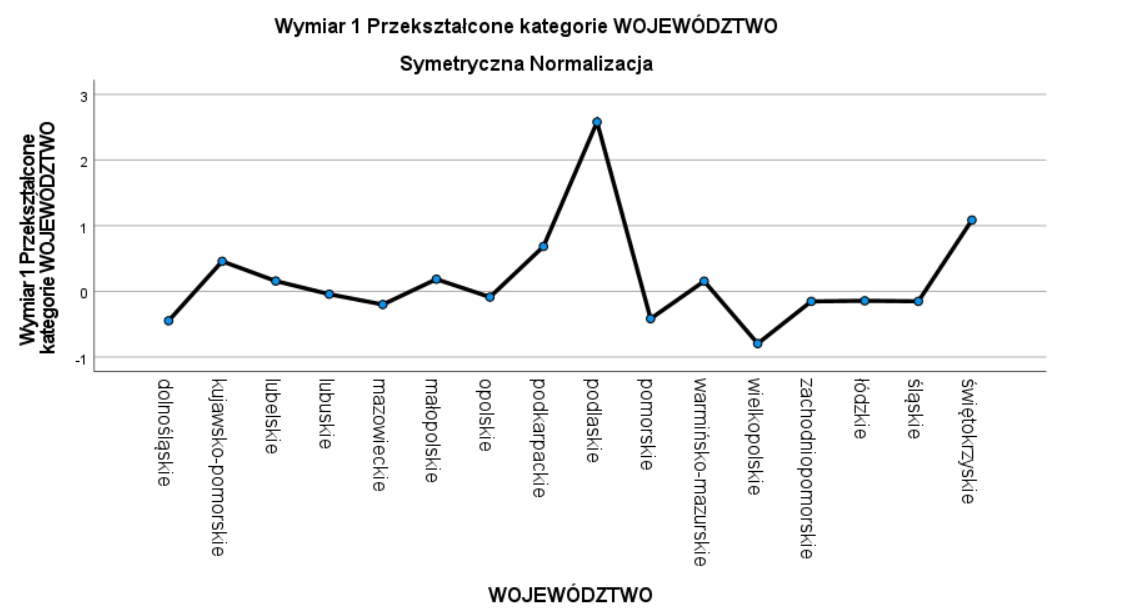 Wymiar 1 Przekształcone kategorie WOJEWÓDZTWO
Symetryczna Normalizacja
Wymiar 1 Przekształcone
kategorie WOJEWÓDZTWO
3
2
1
0
-1
dolnośląskie
kujawsko-pomorskie
lubelskie
lubuskie
mazowieckie
małopolskie
opolskie
podkarpackie
podlaskie
pomorskie
warmińsko-mazurskie
wielkopolskie
zachodniopomorskie
łódzkie
śląskie
świętokrzyskie
WOJEWÓDZTWO